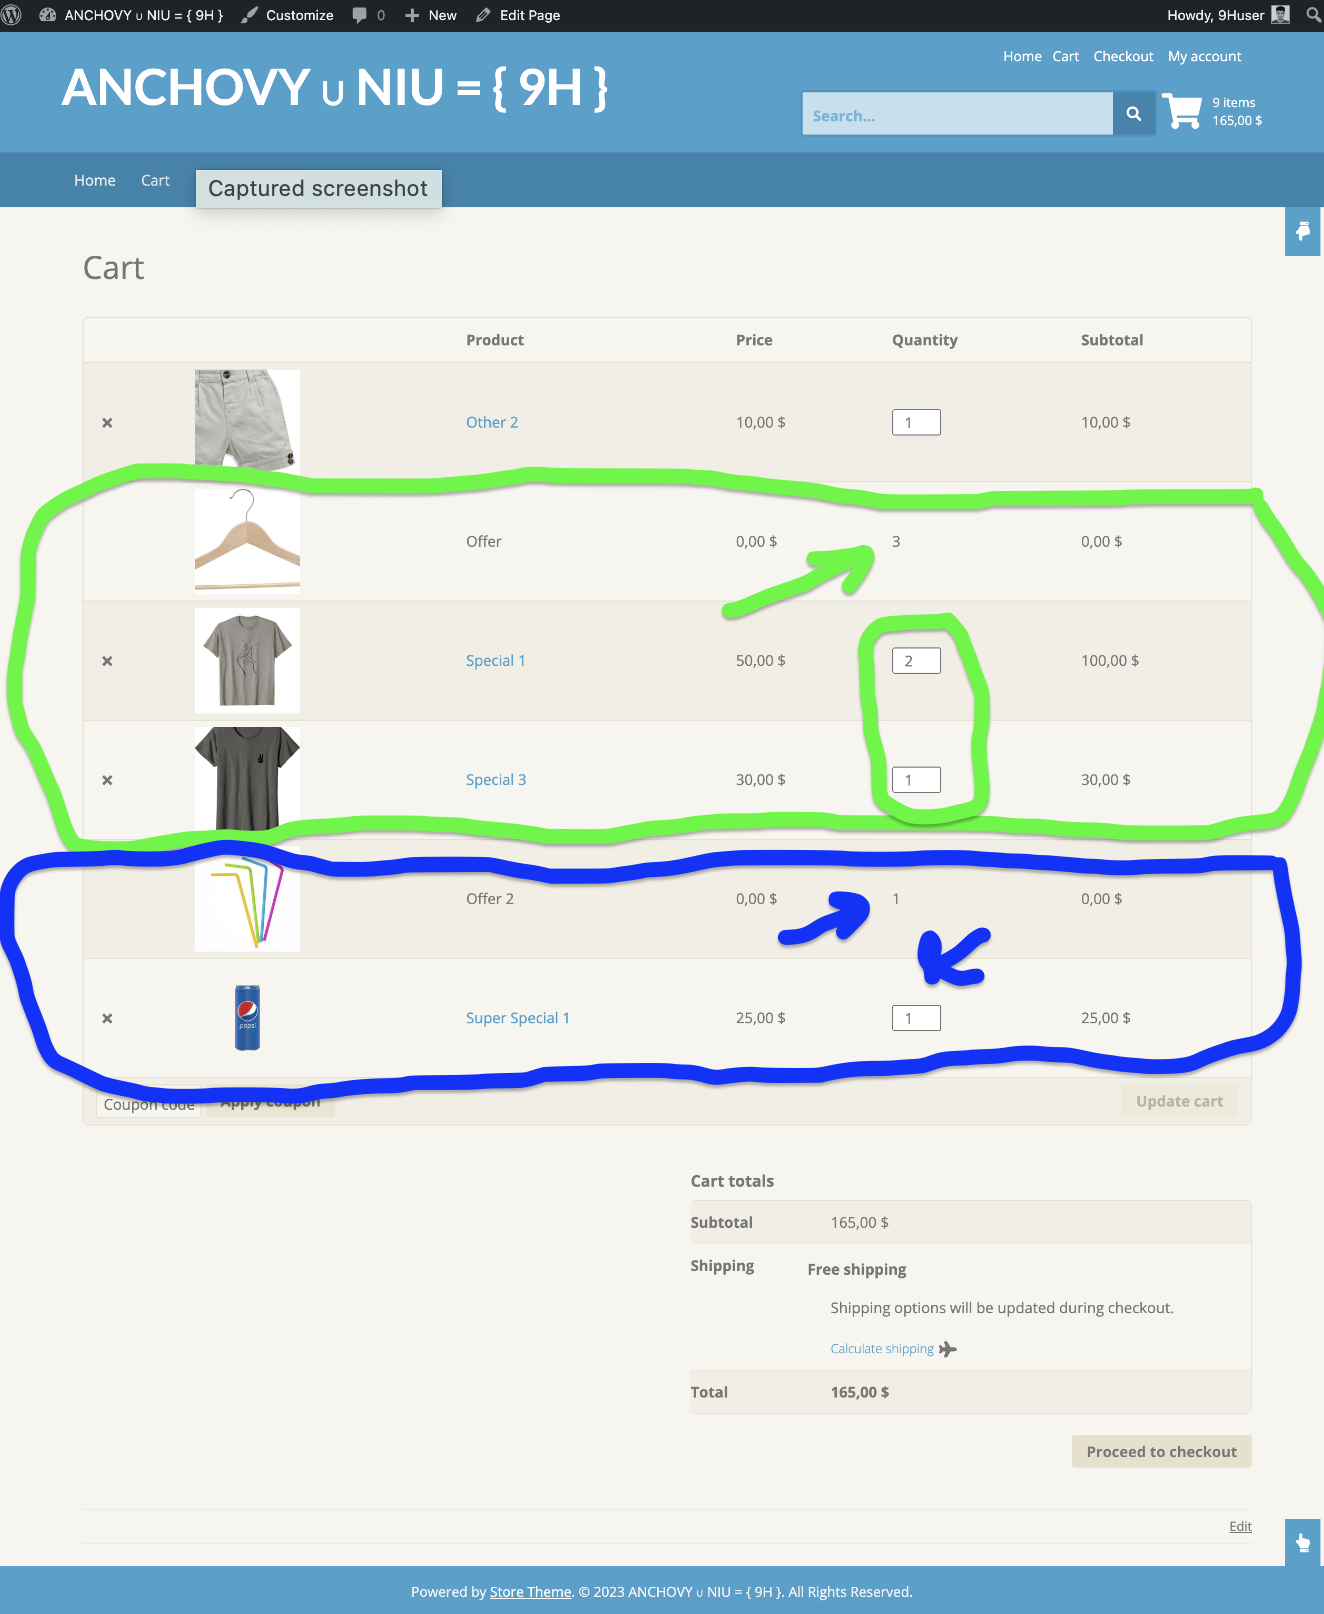 ANCHOVY ∪ NIU = { 9H } Customize 0 New Edit Page Howdy, 9Huser
Home Cart Checkout My account
ANCHOVY ∪ NIU = { 9H }
Search...
9 items
165,00 $
Home Cart
Captured screenshot
Cart
Product Price Quantity Subtotal
Other 2 10,00 $ 1 10,00 $
Offer 0,00 $ 3 0,00 $
Special 1 50,00 $ 2 100,00 $
Special 3 30,00 $ 1 30,00 $
Offer 2 0,00 $ 1 0,00 $
pepsi
Super Special 1 25,00 $ 1 25,00 $
Coupon code Apply coupon Update cart
Cart totals
Subtotal 165,00 $
Shipping Free shipping
Shipping options will be updated during checkout.
Calculate shipping
Total 165,00 $
Proceed to checkout
Edit
Powered by Store Theme. © 2023 ANCHOVY ∪ NIU = { 9H }. All Rights Reserved.